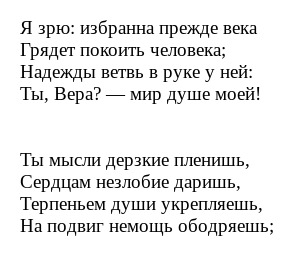 Я зрю: избранна прежде века
Грядет покоить человека;
Надежды ветвь в руке у ней:
Ты, Вера? — мир душе моей!

Ты мысли дерзкие пленишь,
Сердцам незлобие даришь,
Терпеньем души укрепляешь,
На подвиг немощь ободряешь;